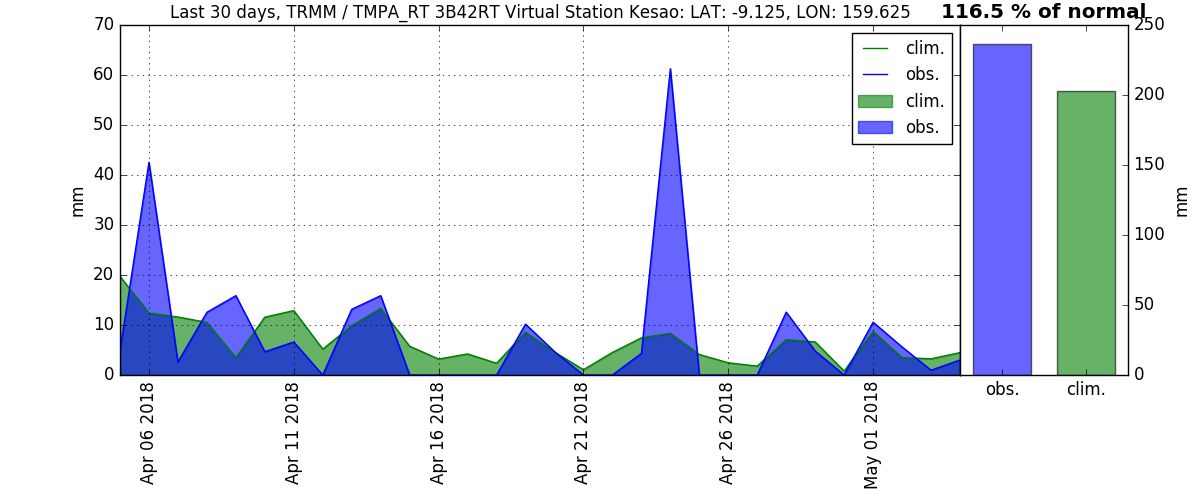 Last 30 days, TRMM / TMPA_RT 3B42RT Virtual Station Kesao: LAT: -9.125, LON: 159.625
116.5 % of normal
70
60
50
40
30
20
10
0
mm
clim.
obs.
clim.
obs.
Apr 06 2018
Apr 11 2018
Apr 16 2018
Apr 21 2018
Apr 26 2018
May 01 2018
250
200
150
100
50
0
mm
obs.
clim.